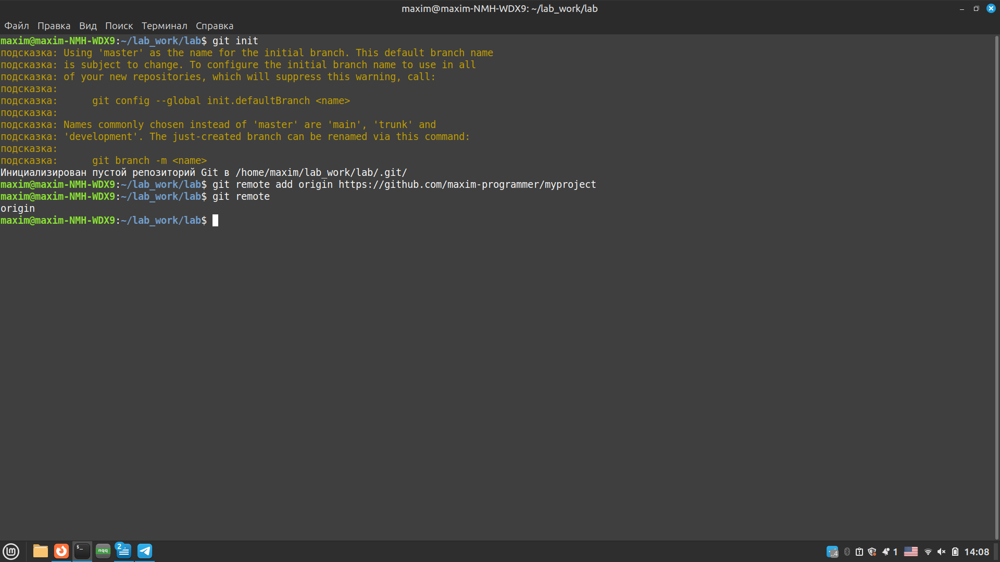 maxim@maxim-NMH-WDX9: ~/lab_work/lab
Файл Правка Вид Поиск Терминал Справка
maxim@maxim-NMH-WDX9:~/lab_work/lab$ git init
подсказка: Using 'master' as the name for the initial branch. This default branch name
подсказка: is subject to change. To configure the initial branch name to use in all
подсказка: of your new repositories, which will suppress this warning, call:
подсказка:
подсказка: git config --global init.defaultBranch <name>
подсказка:
подсказка: Names commonly chosen instead of 'master' are 'main', 'trunk' and
подсказка: 'development'. The just-created branch can be renamed via this command:
подсказка:
подсказка: git branch -m <name>
Инициализирован пустой репозиторий Git в /home/maxim/lab_work/lab/.git/
maxim@maxim-NMH-WDX9:~/lab_work/lab$ git remote add origin https://github.com/maxim-programmer/myproject
maxim@maxim-NMH-WDX9:~/lab_work/lab$ git remote
origin
maxim@maxim-NMH-WDX9:~/lab_work/lab$
$_ nqq 2 ..4 1 14:08